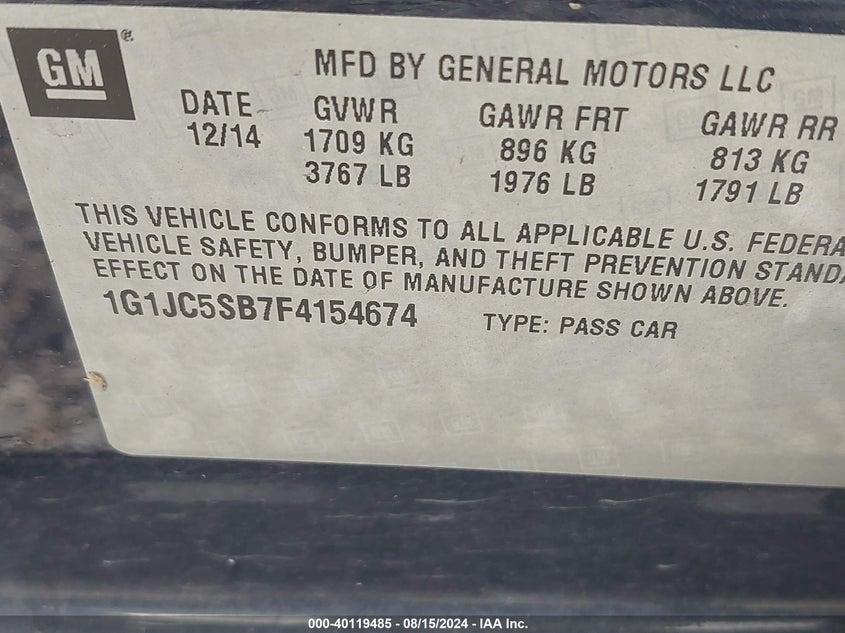 GM ®
MFD BY GENERAL MOTORS LLC
DATE GVWR GAWR FRT GAWR RR
12/14 1709 KG 896 KG 813 KG
3767 LB 1976 LB 1791 LB
THIS VEHICLE CONFORMS TO ALL APPLICABLE U.S. FEDERA
VEHICLE SAFETY, BUMPER, AND THEFT PREVENTION STANDA
EFFECT ON THE DATE OF MANUFACTURE SHOWN ABOVE.
1G1JC5SB7F4154674 TYPE: PASS CAR
000-40119485 - 08/15/2024 - IAA Inc.